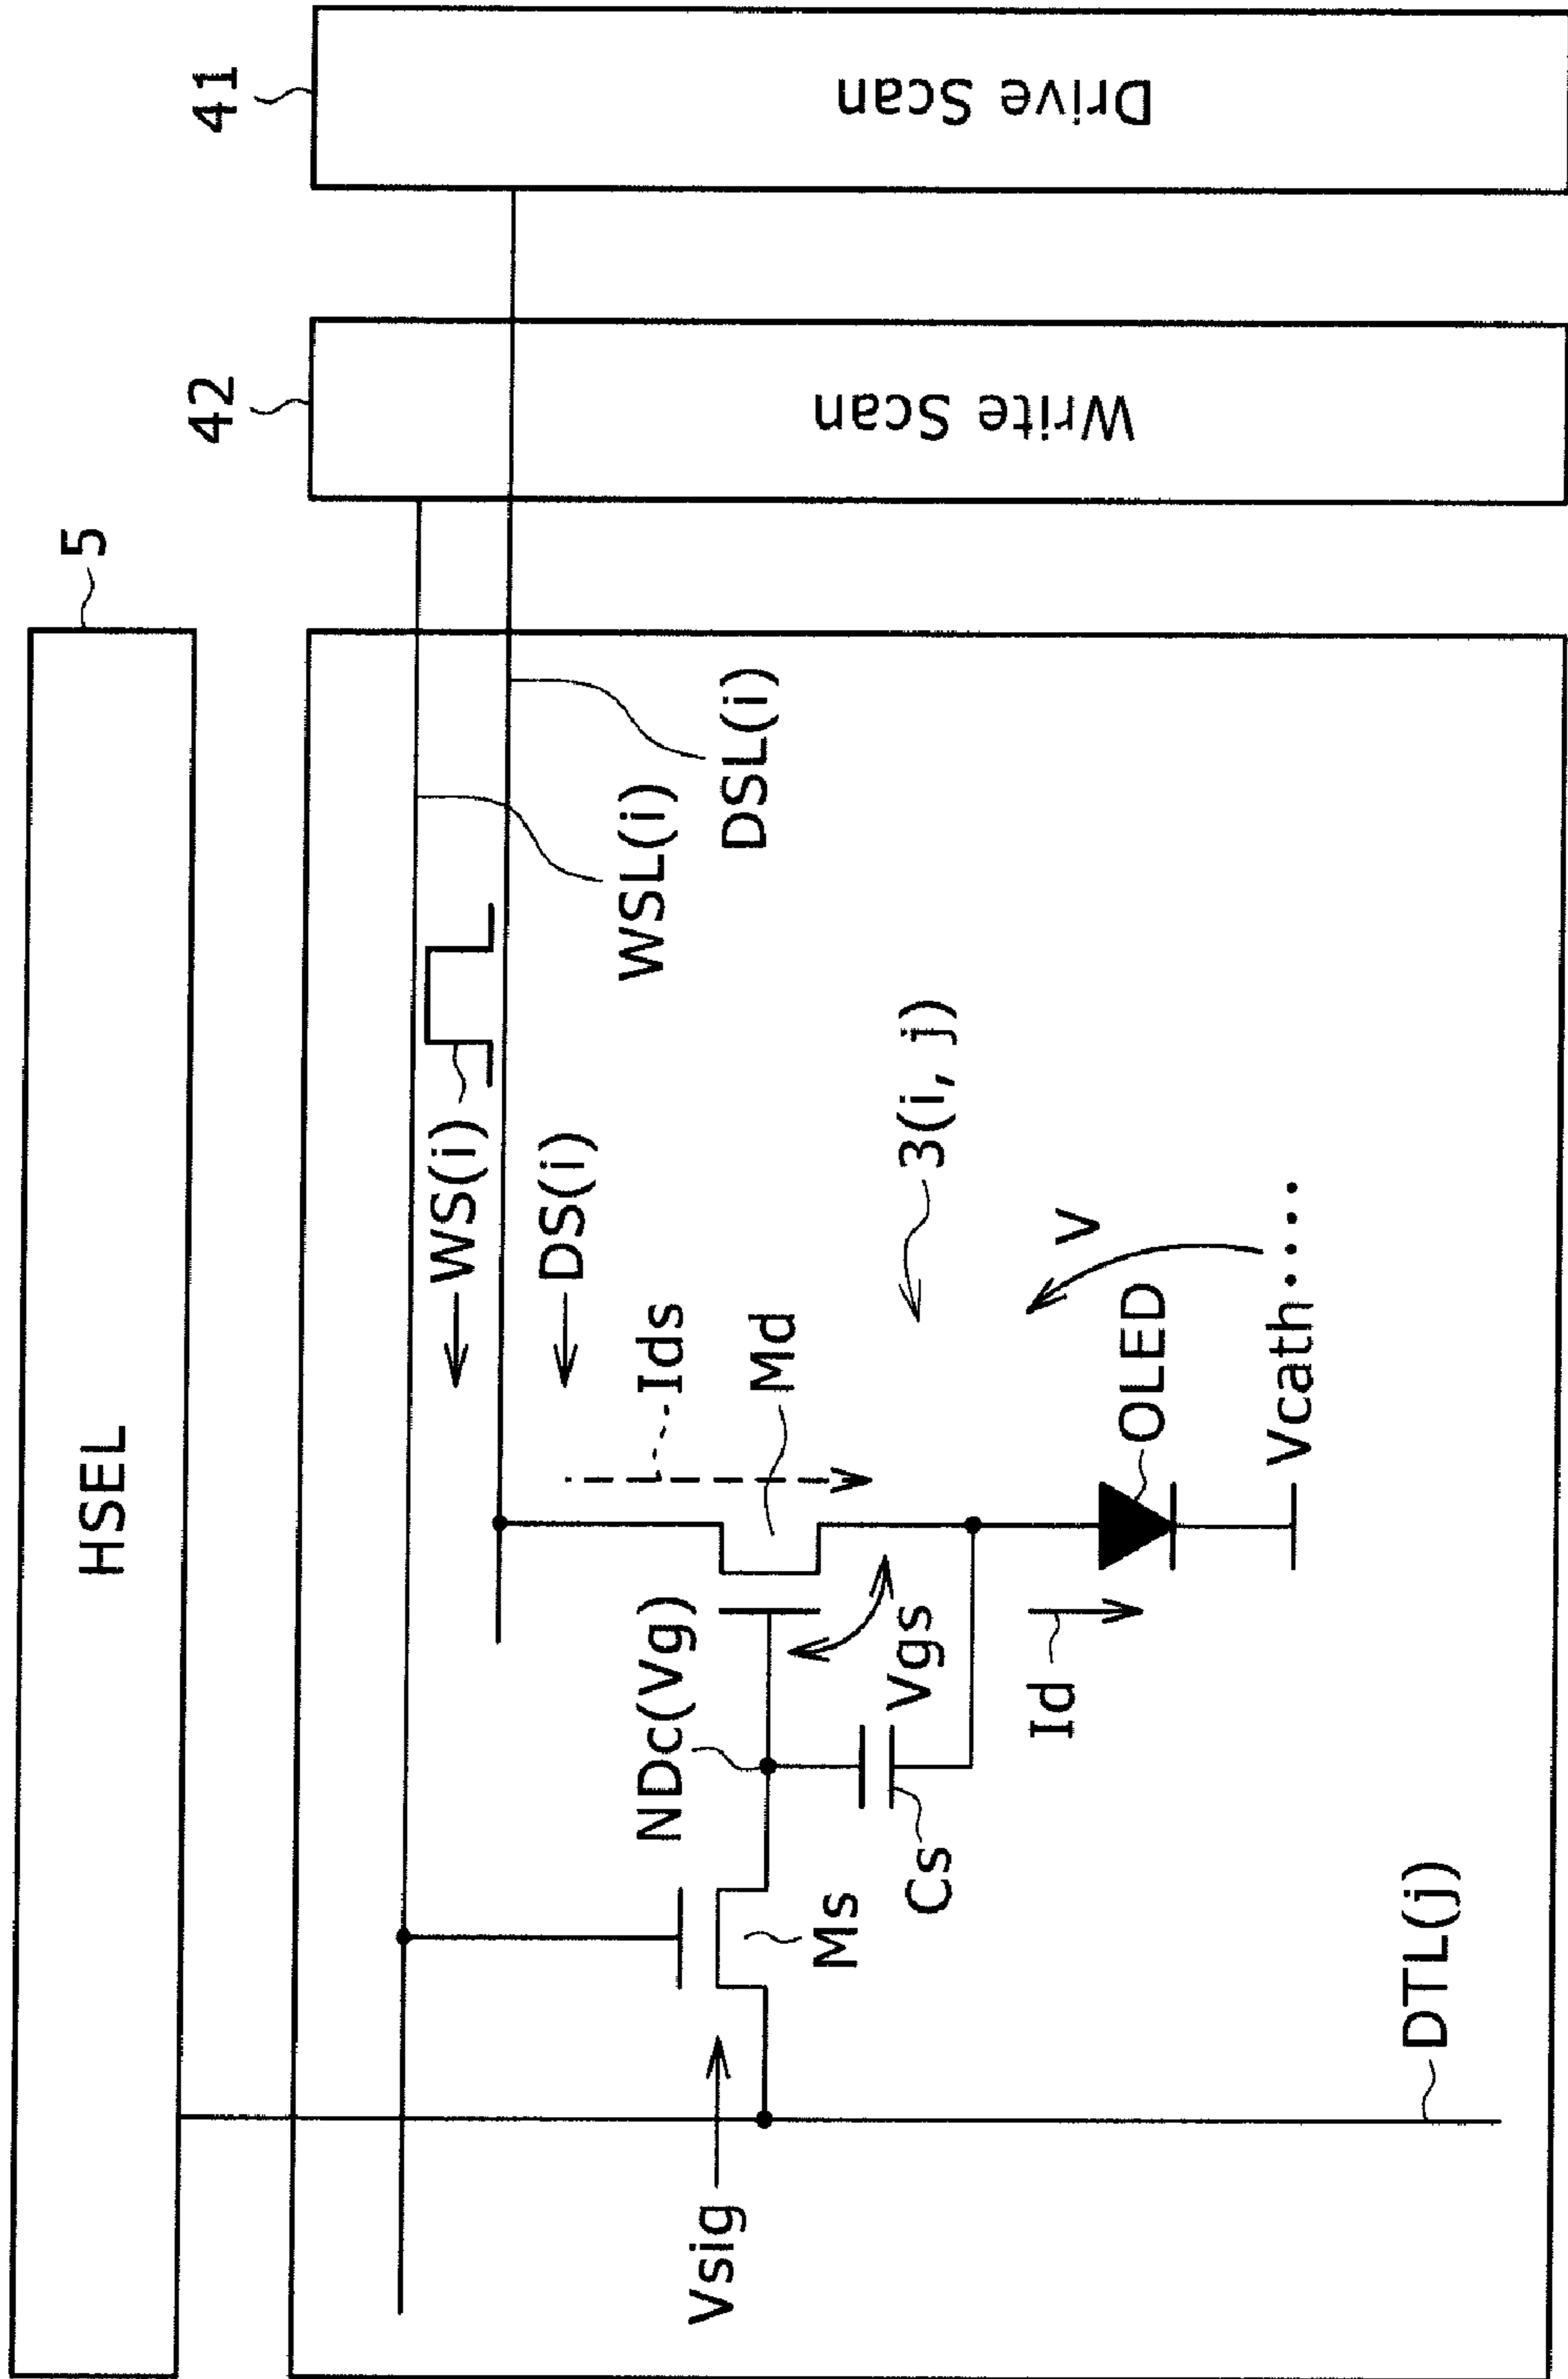 5
HSEL
42
41
WS(i)
DS(i)
WSL(i)
DSL(i)
Write Scan
Drive Scan
Ids
NDc(Vg)
Md
Vsig
Ms
Cs
Vgs
3(i, j)
Id
V
OLED
Vcath
DTL(j)